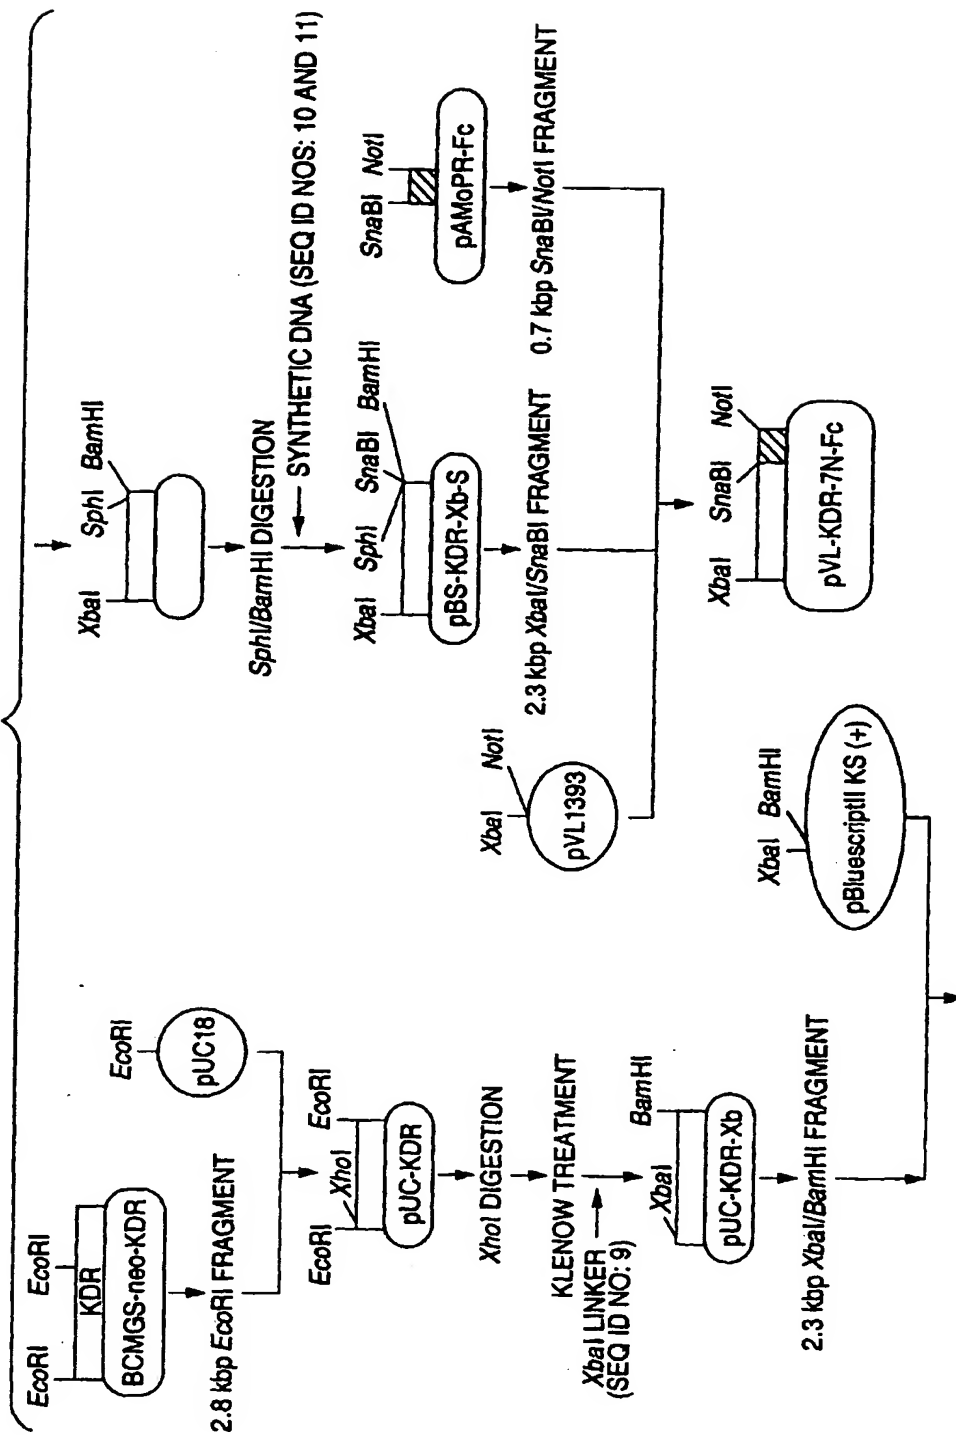 EcoRI
EcoRI
KDR
BCMGS-neo-KDR
EcoRI
pUC18
2.8 kbp EcoRI FRAGMENT
EcoRI
XhoI
EcoRI
pUC-KDR
XhoI DIGESTION
KLENOW TREATMENT
XbaI LINKER
(SEQ ID NO: 9)
XbaI
BamHI
pUC-KDR-Xb
2.3 kbp XbaI/BamHI FRAGMENT
XbaI
BamHI
pBluescriptII KS (+)
XbaI
SphI
BamHI
SphI/BamHI DIGESTION
SYNTHETIC DNA (SEQ ID NOS: 10 AND 11)
XbaI
SphI
SnaBI
BamHI
pBS-KDR-Xb-S
SnaBI
NotI
pAMoPR-Fc
XbaI
NotI
pVL1393
2.3 kbp XbaI/SnaBI FRAGMENT
0.7 kbp SnaBI/NotI FRAGMENT
XbaI
SnaBI
NotI
pVL-KDR-7N-Fc